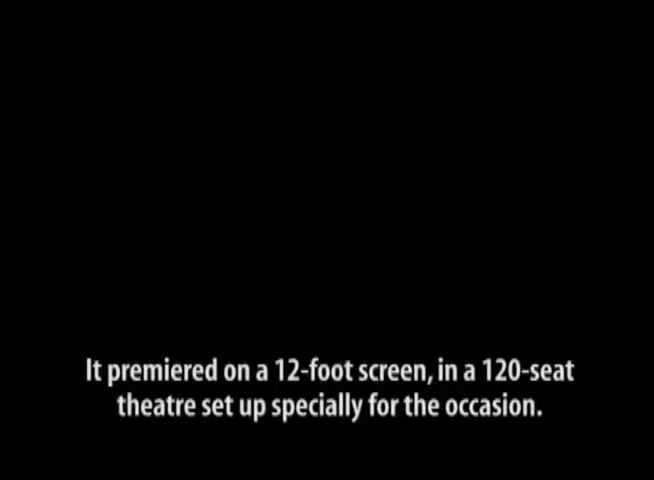 It premiered on a 12-foot screen, in a 120-seat
theatre set up specially for the occasion.